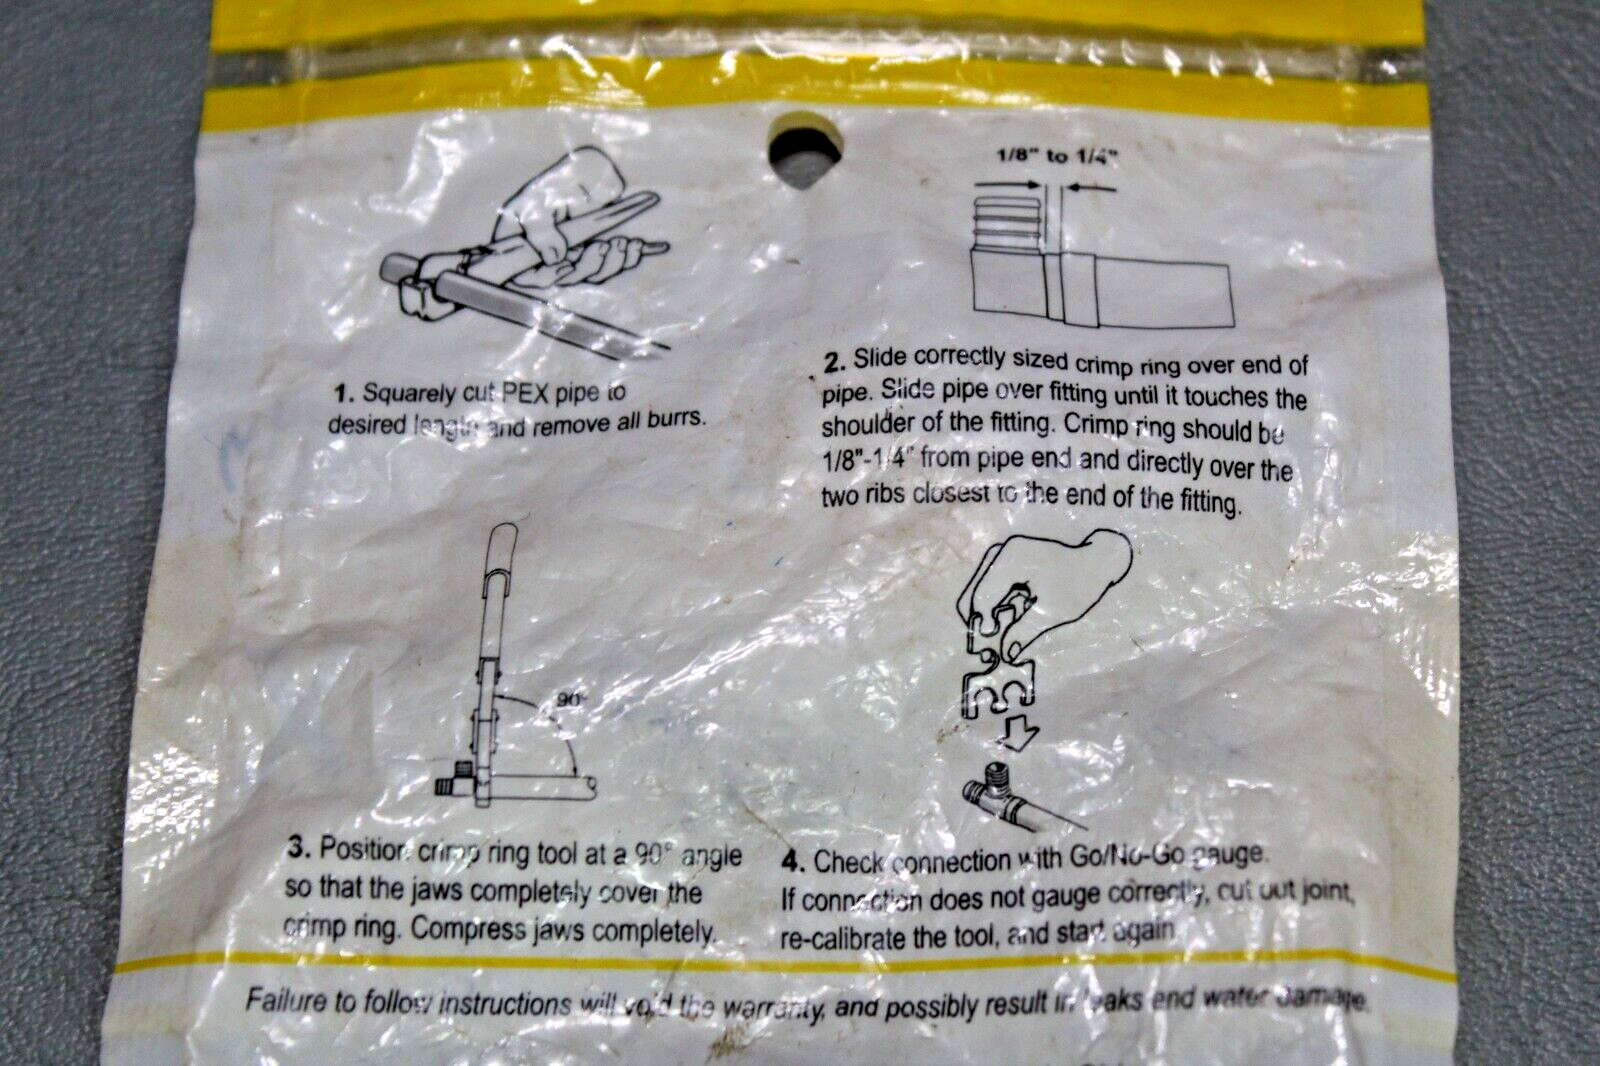 1/8" to 1/4"
1. Squarely cut PEX pipe to
desired length and remove all burrs.
2. Slide correctly sized crimp ring over end of
pipe. Slide pipe over fitting until it touches the
shoulder of the fitting. Crimp ring should be
1/8"-1/4" from pipe end and directly over the
two ribs closest to the end of the fitting.
90°
3. Position crimp ring tool at a 90° angle
so that the jaws completely cover the
crimp ring. Compress jaws completely.
4. Check connection with Go/No-Go gauge.
If connection does not gauge correctly, cut out joint,
re-calibrate the tool, and start again
Failure to follow instructions will void the warranty, and possibly result in leaks and water damage.